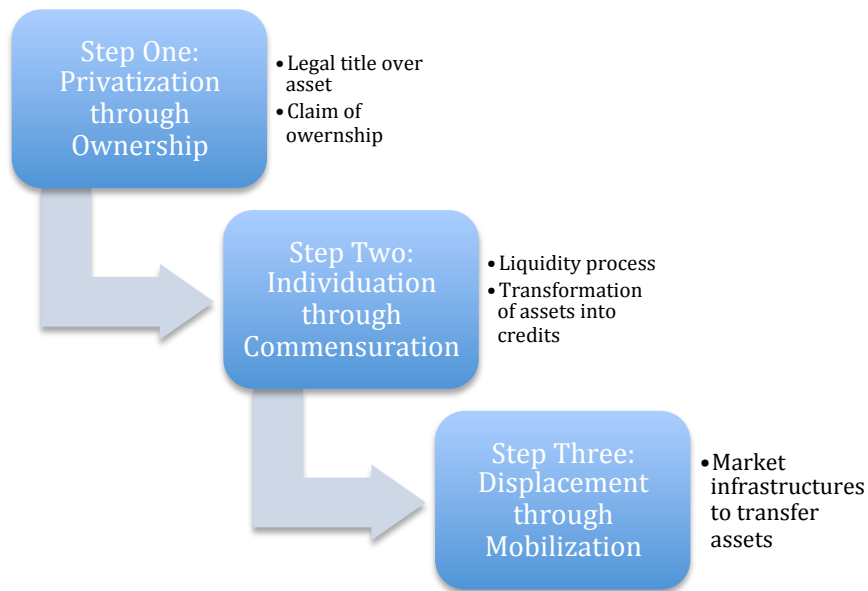 Step One:
Privatization
through
Ownership
• Legal title over
asset
• Claim of
owernship
Step Two:
Individuation
through
Commensuration
• Liquidity process
• Transformation
of assets into
credits
Step Three:
Displacement
through
Mobilization
• Market
infrastructures
to transfer
assets